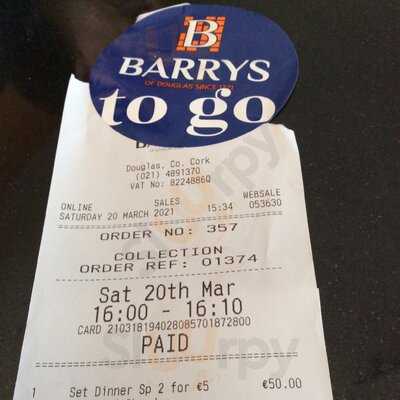 B
BARRYS
OF DOUGLAS SINCE 1721
to go
Douglas, Co. Cork
(021) 4891370
VAT No: 8224886Q
ONLINE SALES WEBSALE
SATURDAY 20 MARCH 2021 15:34 053630
ORDER NO: 357
COLLECTION
ORDER REF: 01374
Sat 20th Mar
16:00 - 16:10
CARD 210318194028085701872800
PAID
1 Set Dinner Sp 2 for €5 €50.00